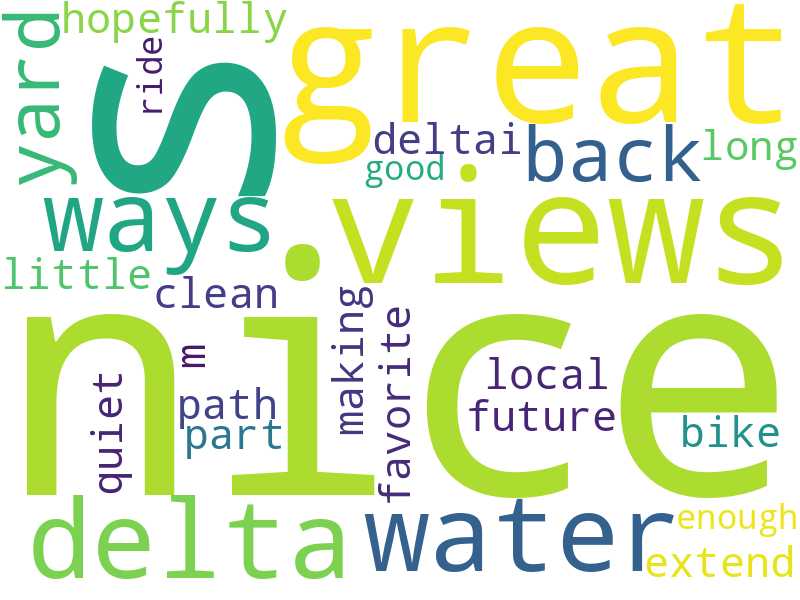 hopefully
yard
ride
s
great
deltai
good
back
long
ways
views
little
clean
nice
m
making
favorite
quiet
path
part
local
future
bike
delta
water
enough
extend